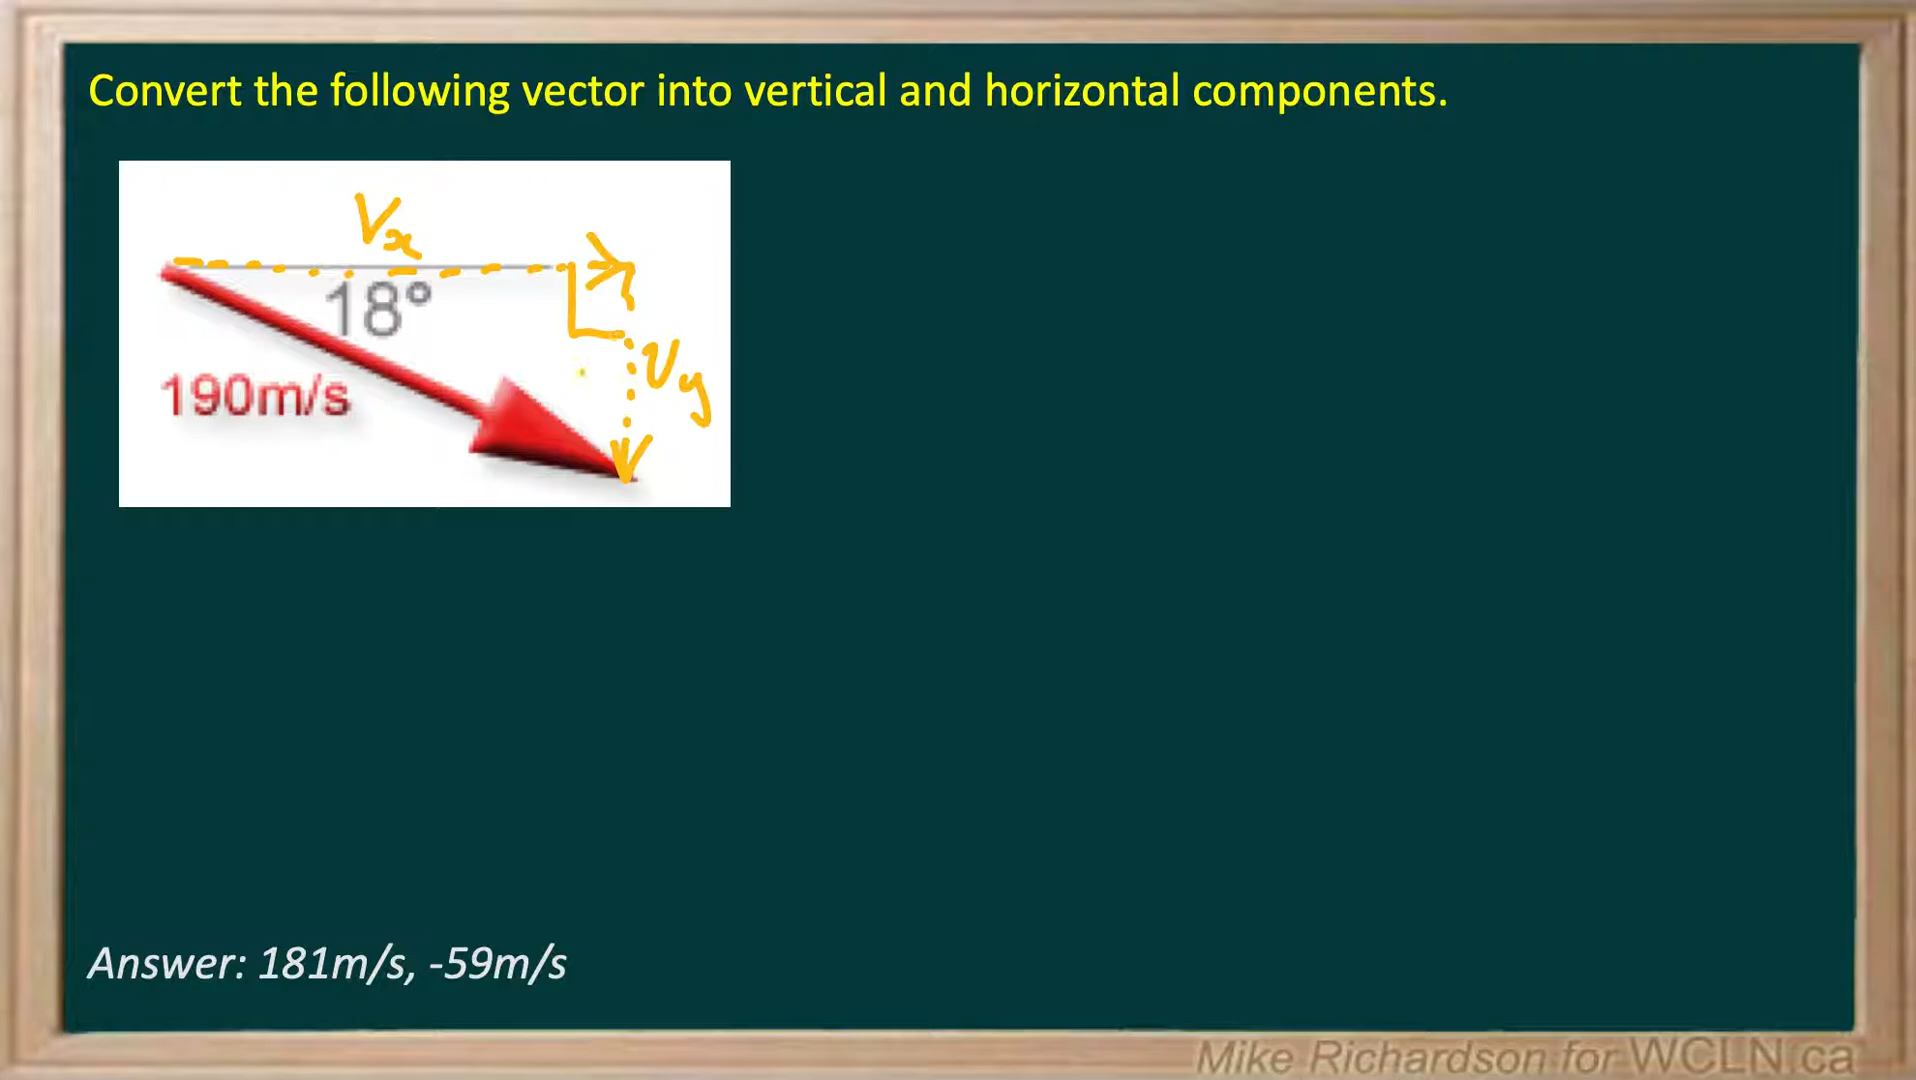 Convert the following vector into vertical and horizontal components.
Vx
18°
Vy
190m/s
Answer: 181m/s, -59m/s
Mike Richardson for WCLN.ca